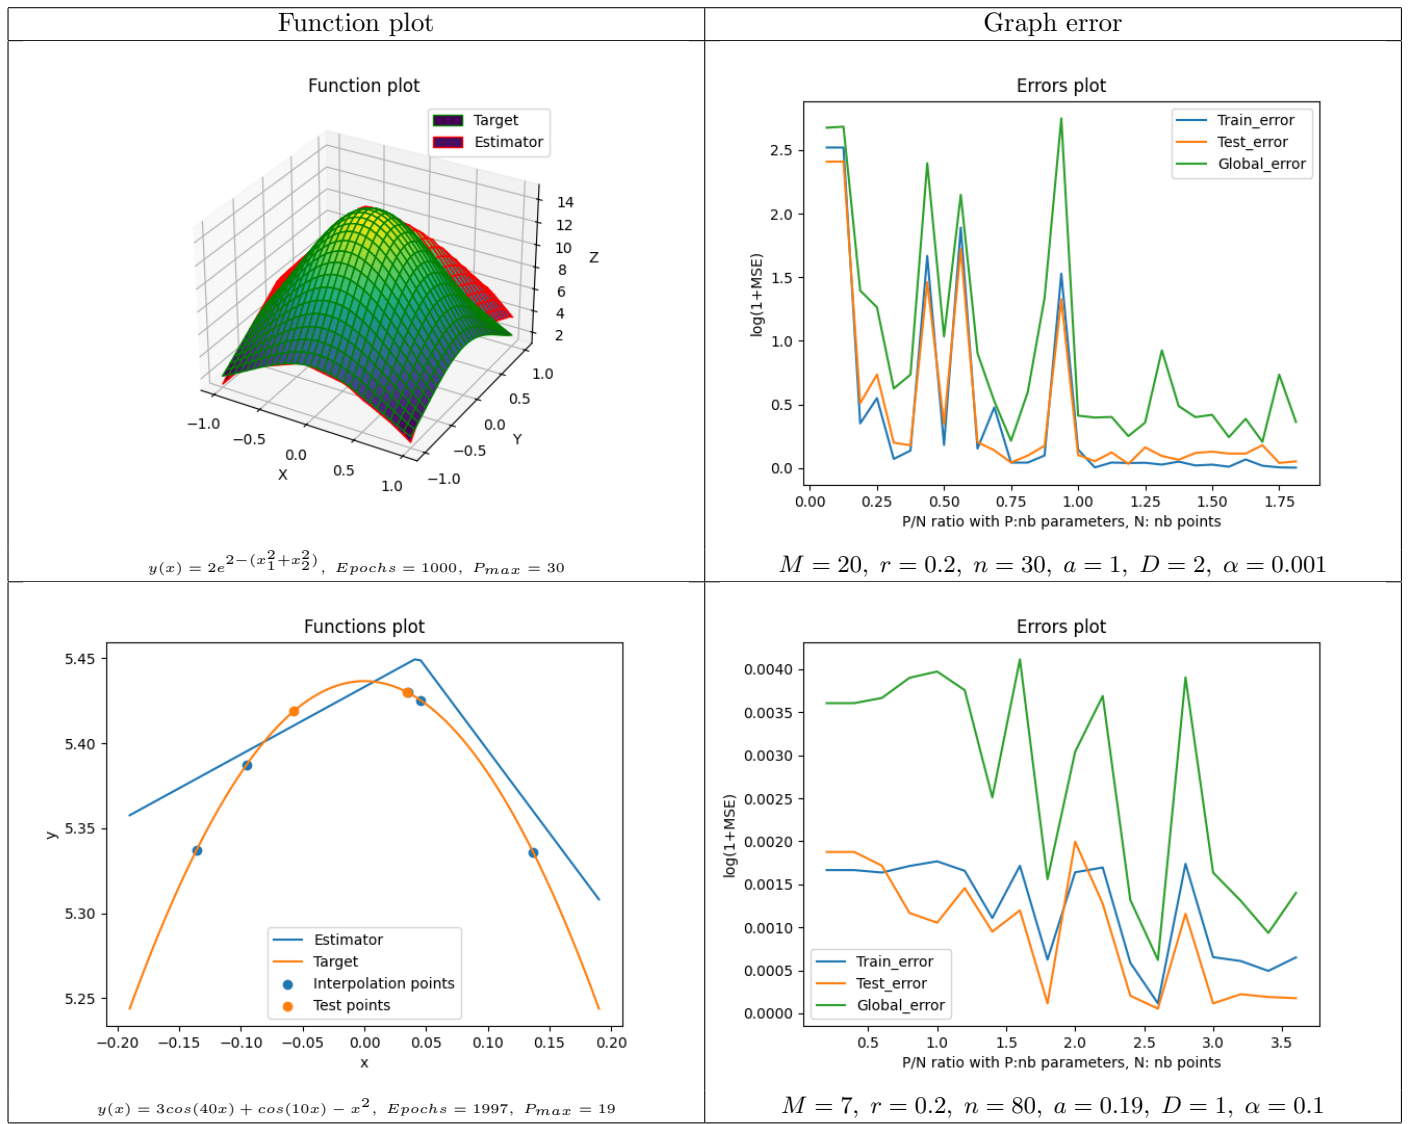 Function plot
Graph error
Function plot
Target
Estimator
14
12
10
8
6
4
2
Z
−1.0
−0.5
0.0
0.5
1.0
X
1.0
0.5
0.0
−0.5
−1.0
Y
y(x) = 2e^{2−(x_1^2+x_2^2)}, Epochs = 1000, P_{max} = 30
Errors plot
Train_error
Test_error
Global_error
2.5
2.0
1.5
1.0
0.5
0.0
log(1+MSE)
0.00 0.25 0.50 0.75 1.00 1.25 1.50 1.75
P/N ratio with P:nb parameters, N: nb points
M = 20, r = 0.2, n = 30, a = 1, D = 2, α = 0.001
Functions plot
5.45
5.40
5.35
5.30
5.25
y
Estimator
Target
Interpolation points
Test points
−0.20 −0.15 −0.10 −0.05 0.00 0.05 0.10 0.15 0.20
x
y(x) = 3cos(40x) + cos(10x) − x^2, Epochs = 1997, P_{max} = 19
Errors plot
0.0040
0.0035
0.0030
0.0025
0.0020
0.0015
0.0010
0.0005
0.0000
log(1+MSE)
Train_error
Test_error
Global_error
0.5 1.0 1.5 2.0 2.5 3.0 3.5
P/N ratio with P:nb parameters, N: nb points
M = 7, r = 0.2, n = 80, a = 0.19, D = 1, α = 0.1